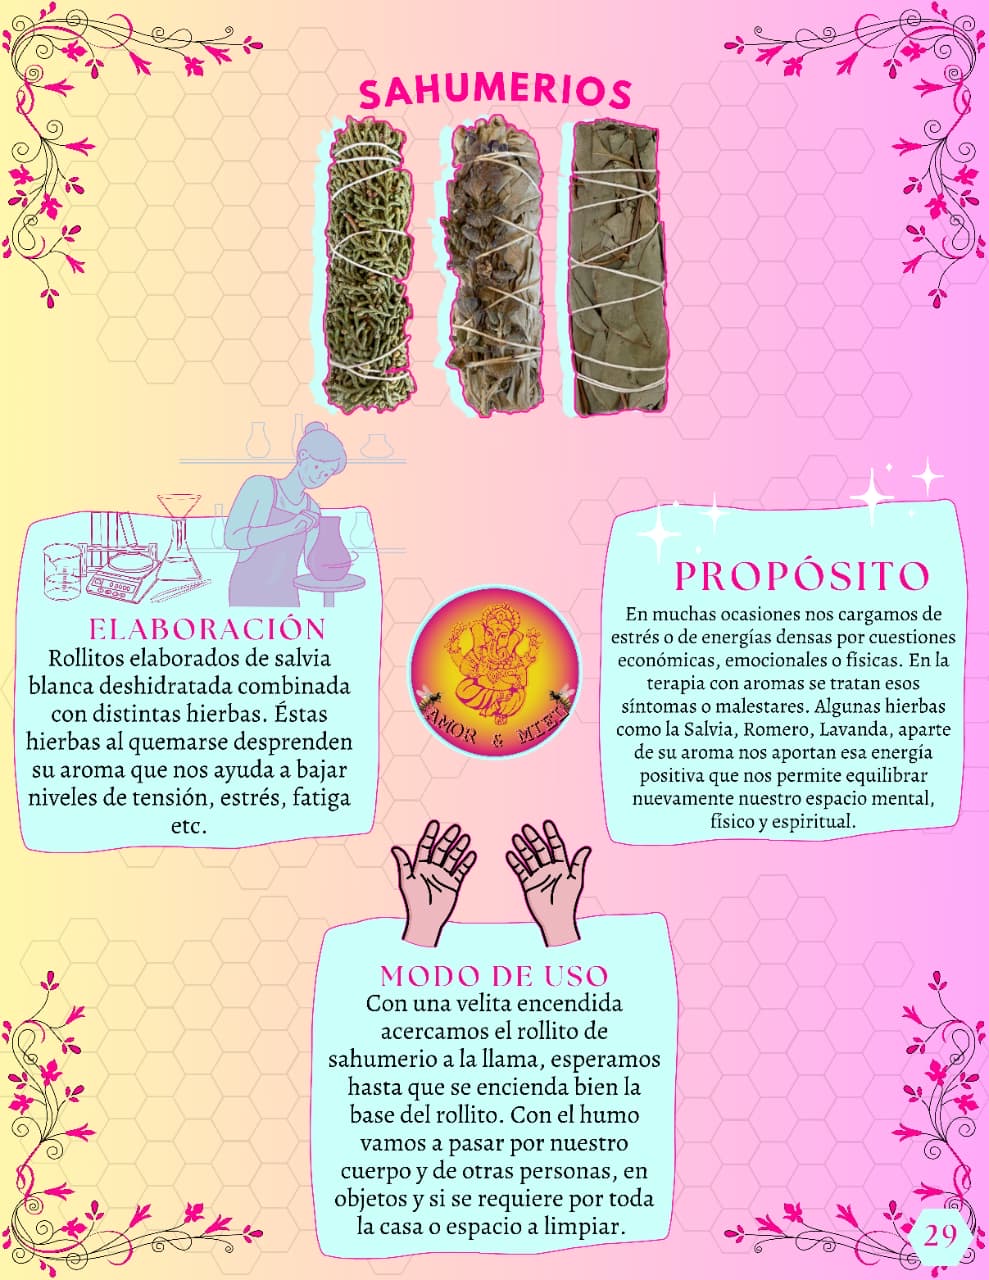 SAHUMERIOS
ELABORACIÓN
Rollitos elaborados de salvia
blanca deshidratada combinada
con distintas hierbas. Éstas
hierbas al quemarse desprenden
su aroma que nos ayuda a bajar
niveles de tensión, estrés, fatiga
etc.
PROPÓSITO
En muchas ocasiones nos cargamos de
estrés o de energías densas por cuestiones
económicas, emocionales o físicas. En la
terapia con aromas se tratan esos
síntomas o malestares. Algunas hierbas
como la Salvia, Romero, Lavanda, aparte
de su aroma nos aportan esa energía
positiva que nos permite equilibrar
nuevamente nuestro espacio mental,
físico y espiritual.
AMOR & MIEL
MODO DE USO
Con una velita encendida
acercamos el rollito de
sahumerio a la llama, esperamos
hasta que se encienda bien la
base del rollito. Con el humo
vamos a pasar por nuestro
cuerpo y de otras personas, en
objetos y si se requiere por toda
la casa o espacio a limpiar.
29